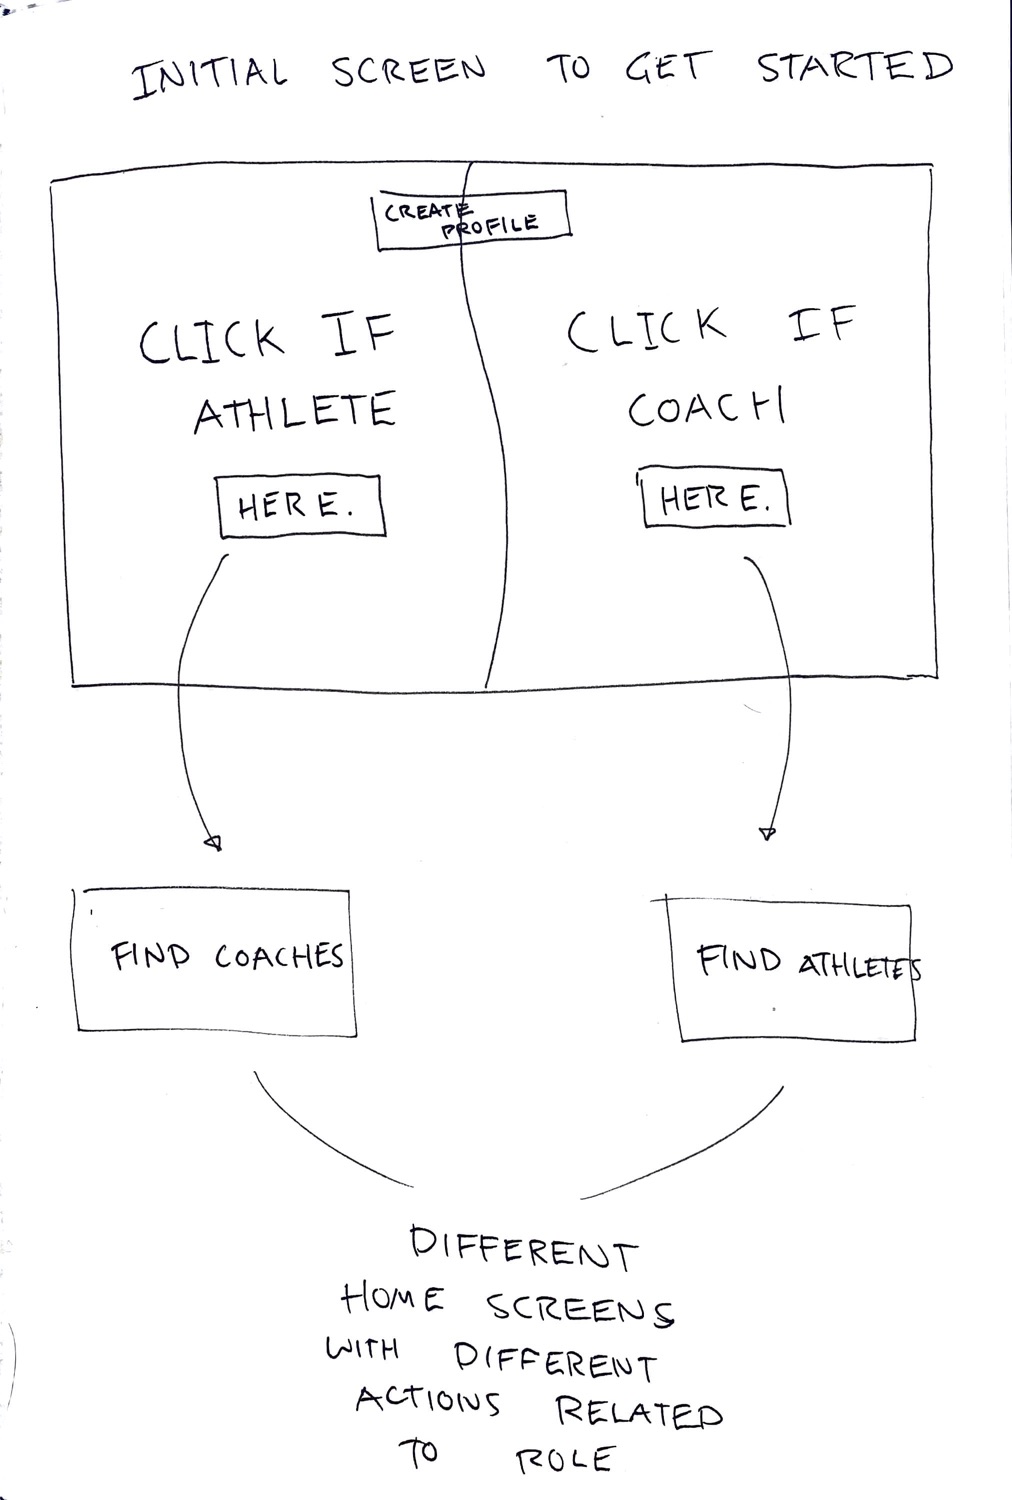 INITIAL SCREEN TO GET STARTED
CREATE
PROFILE
CLICK IF
ATHLETE
HERE.
CLICK IF
COACH
HERE.
FIND COACHES
FIND ATHLETES
DIFFERENT
HOME SCREENS
WITH DIFFERENT
ACTIONS RELATED
TO ROLE